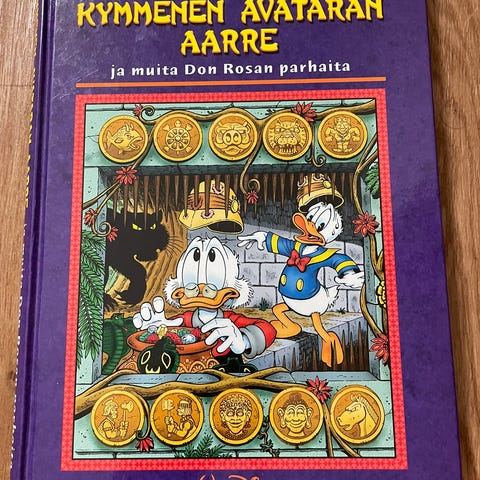 KYMMENEN AVATARAN
AARRE
ja muita Don Rosan parhaita